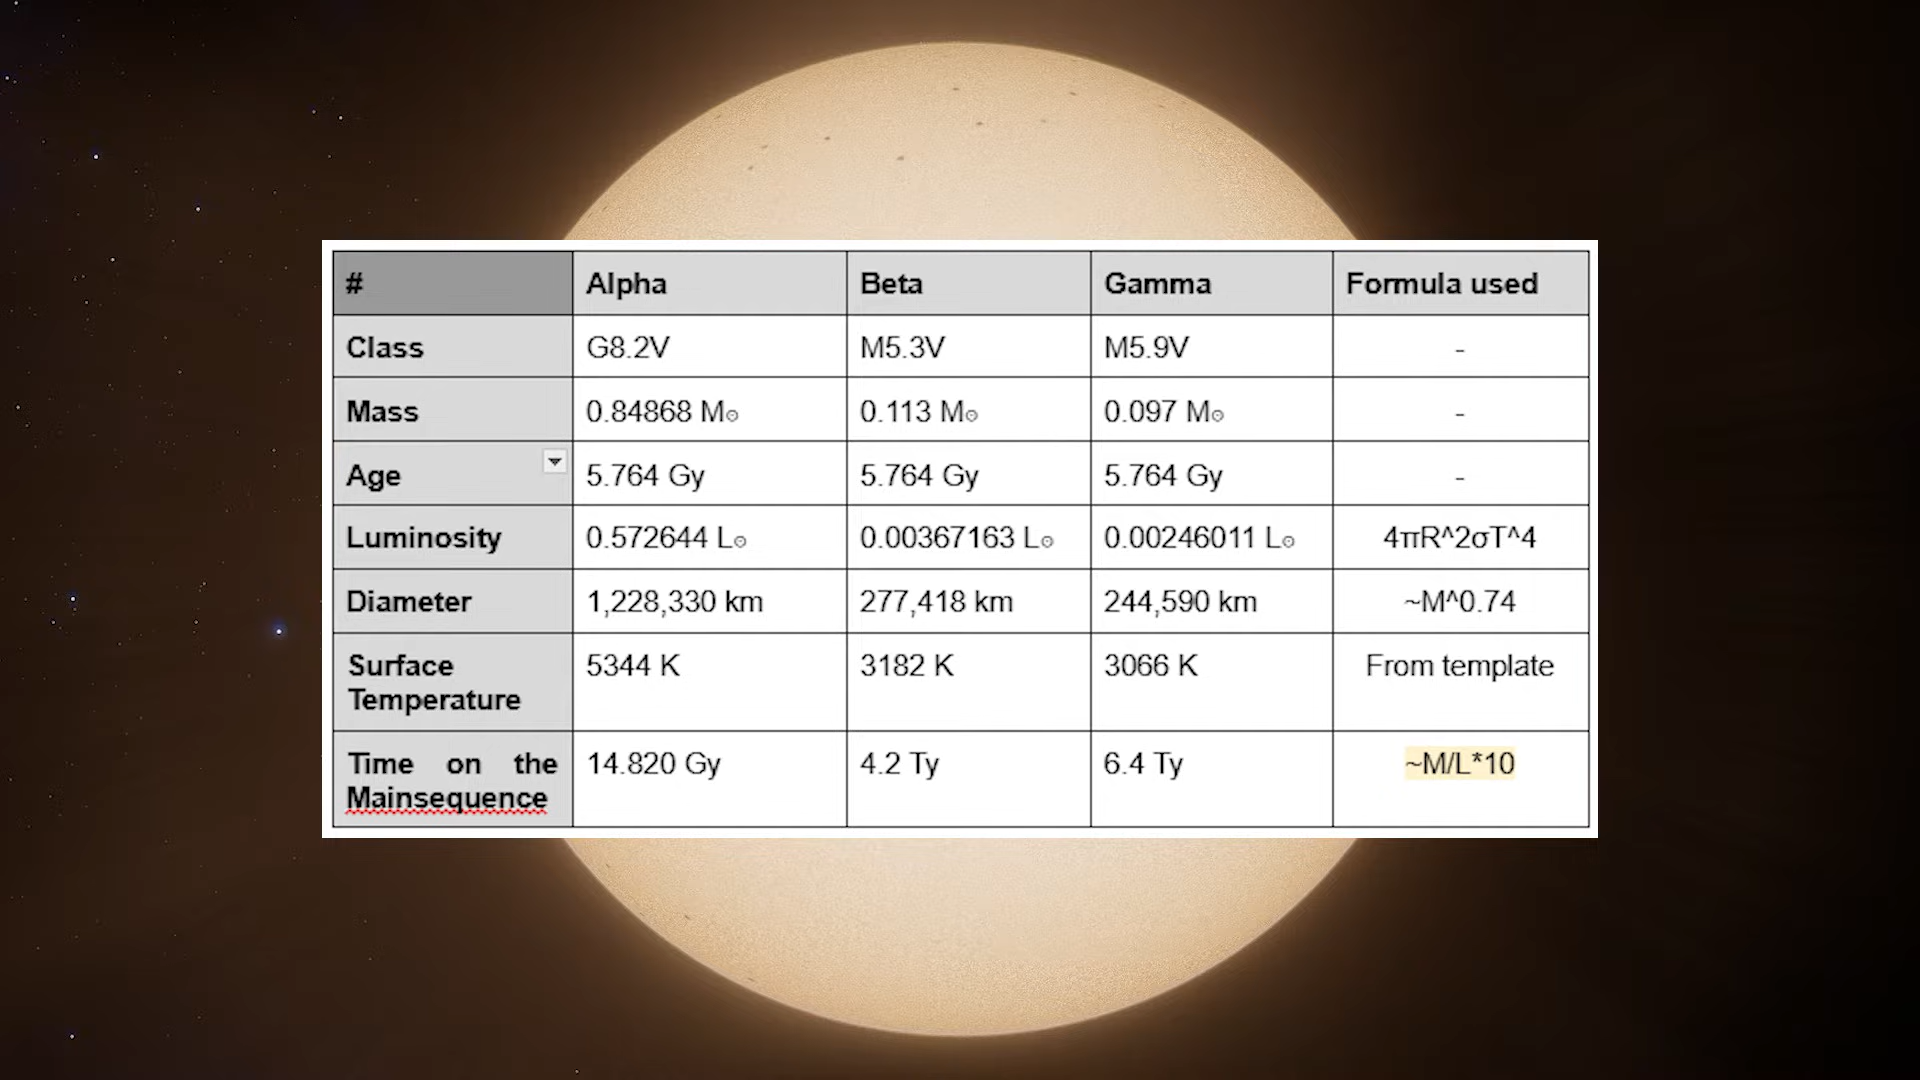 # Alpha Beta Gamma Formula used
Class G8.2V M5.3V M5.9V -
Mass 0.84868 M⊙ 0.113 M⊙ 0.097 M⊙ -
Age 5.764 Gy 5.764 Gy 5.764 Gy -
Luminosity 0.572644 L⊙ 0.00367163 L⊙ 0.00246011 L⊙ 4πR^2σT^4
Diameter 1,228,330 km 277,418 km 244,590 km ~M^0.74
Surface 5344 K 3182 K 3066 K From template
Temperature
Time on the 14.820 Gy 4.2 Ty 6.4 Ty ~M/L*10
Mainsequence